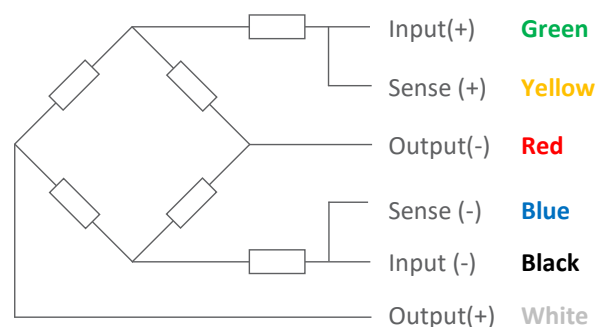 Input(+) Green
Sense (+) Yellow
Output(-) Red
Sense (-) Blue
Input (-) Black
Output(+) White